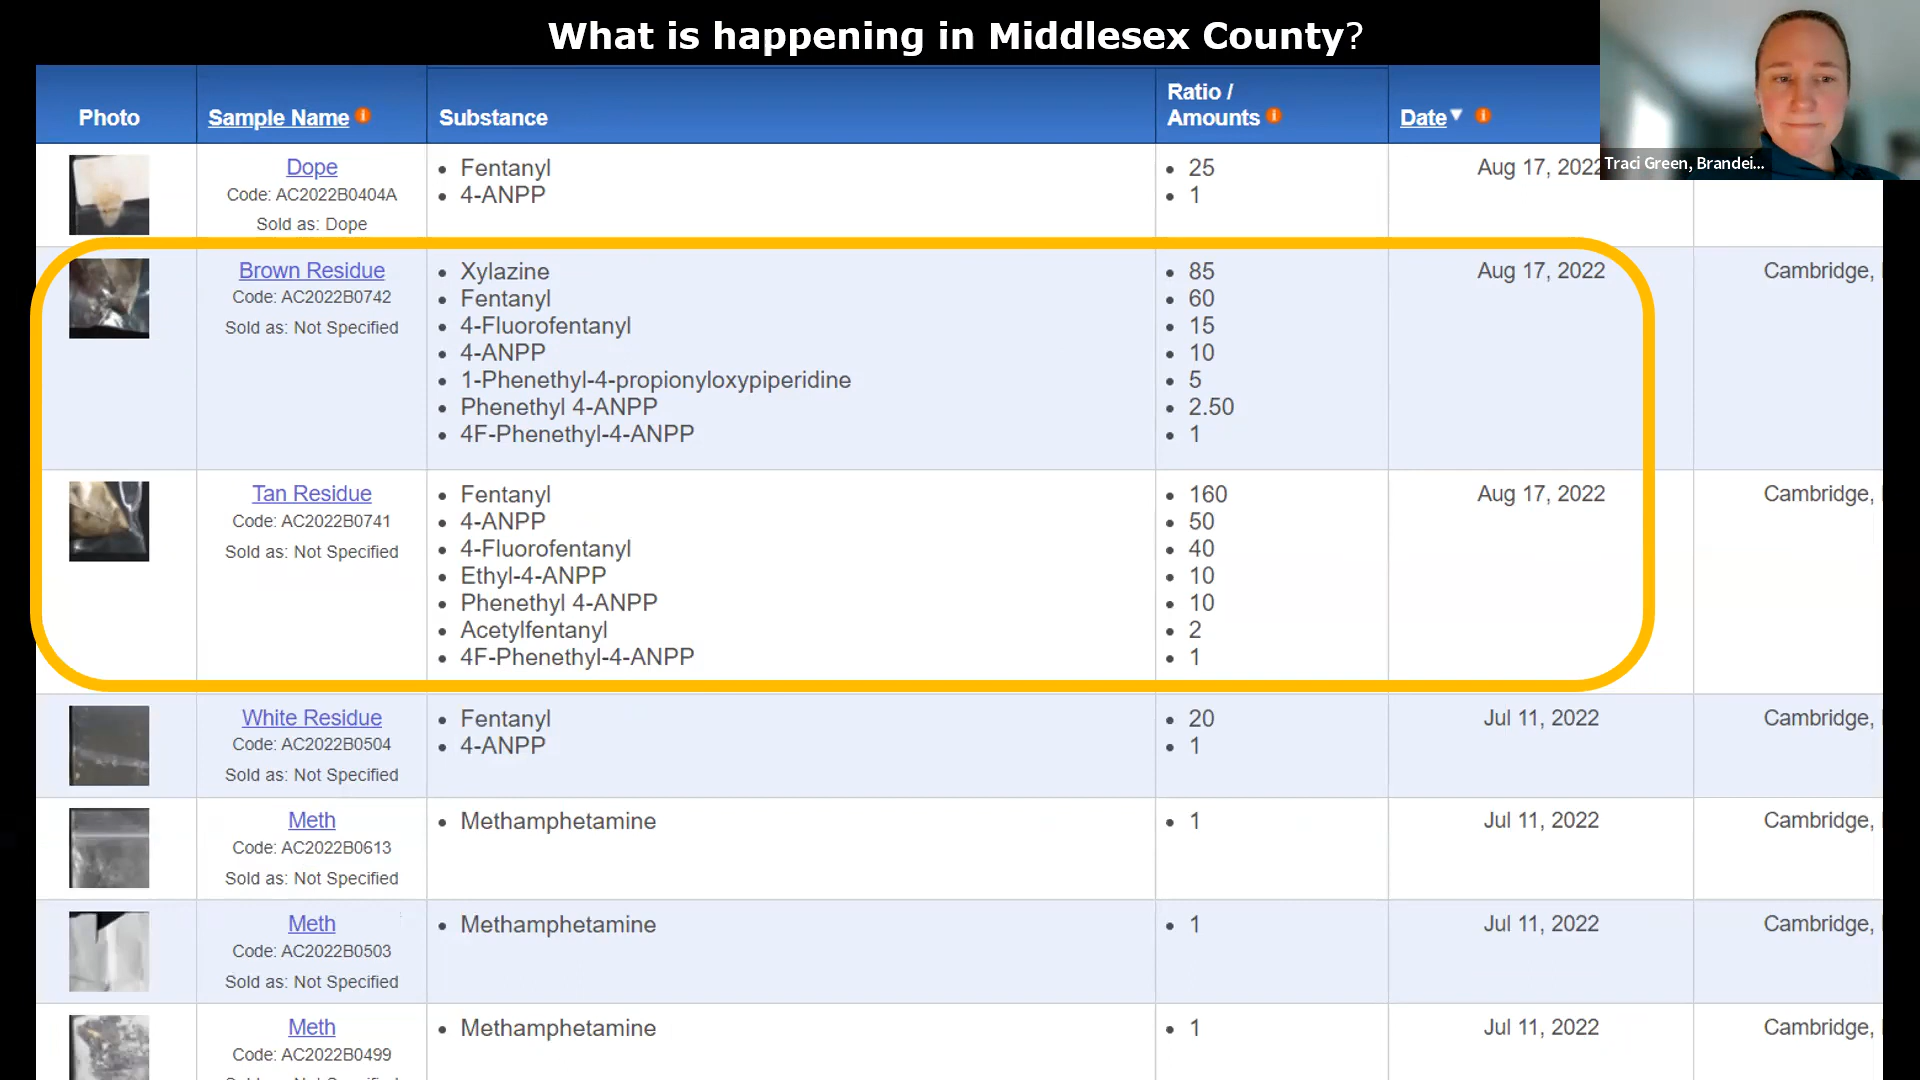 What is happening in Middlesex County?
Photo
Sample Name
Substance
Ratio /
Amounts
Date
Traci Green, Brandei...
Dope
Code: AC2022B0404A
Sold as: Dope
• Fentanyl
• 4-ANPP
• 25
• 1
Aug 17, 2022
Brown Residue
Code: AC2022B0742
Sold as: Not Specified
• Xylazine
• Fentanyl
• 4-Fluorofentanyl
• 4-ANPP
• 1-Phenethyl-4-propionyloxypiperidine
• Phenethyl 4-ANPP
• 4F-Phenethyl-4-ANPP
• 85
• 60
• 15
• 10
• 5
• 2.50
• 1
Aug 17, 2022
Cambridge,
Tan Residue
Code: AC2022B0741
Sold as: Not Specified
• Fentanyl
• 4-ANPP
• 4-Fluorofentanyl
• Ethyl-4-ANPP
• Phenethyl 4-ANPP
• Acetylfentanyl
• 4F-Phenethyl-4-ANPP
• 160
• 50
• 40
• 10
• 10
• 2
• 1
Aug 17, 2022
Cambridge,
White Residue
Code: AC2022B0504
Sold as: Not Specified
• Fentanyl
• 4-ANPP
• 20
• 1
Jul 11, 2022
Cambridge,
Meth
Code: AC2022B0613
Sold as: Not Specified
• Methamphetamine
• 1
Jul 11, 2022
Cambridge,
Meth
Code: AC2022B0503
Sold as: Not Specified
• Methamphetamine
• 1
Jul 11, 2022
Cambridge,
Meth
Code: AC2022B0499
• Methamphetamine
• 1
Jul 11, 2022
Cambridge,